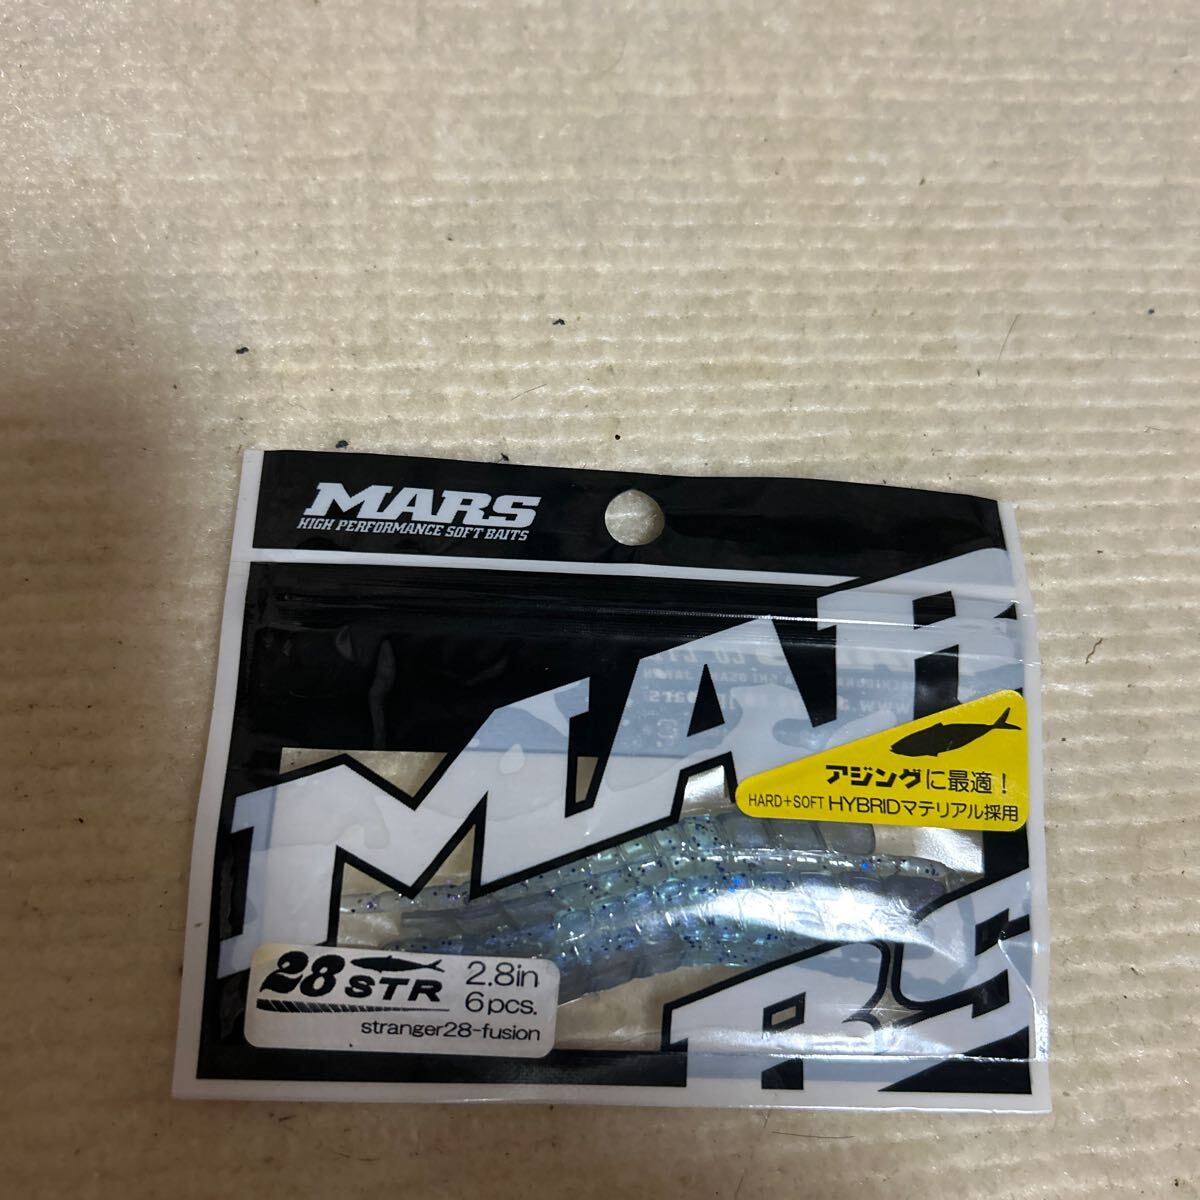 MARS
HIGH PERFORMANCE SOFT BAITS
MARS
アジングに最適！
HARD+SOFT HYBRIDマテリアル採用
28 STR
2.8in
6pcs.
stranger28-fusion